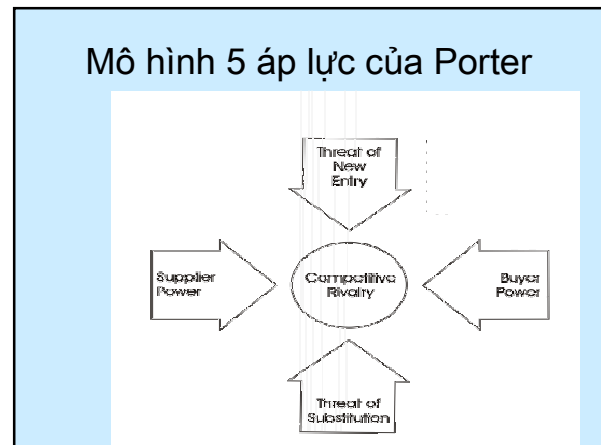 Mô hình 5 áp lực của Porter
Threat of
New
Entry
Supplier
Power
Competitive
Rivalry
Buyer
Power
Threat of
Substitution